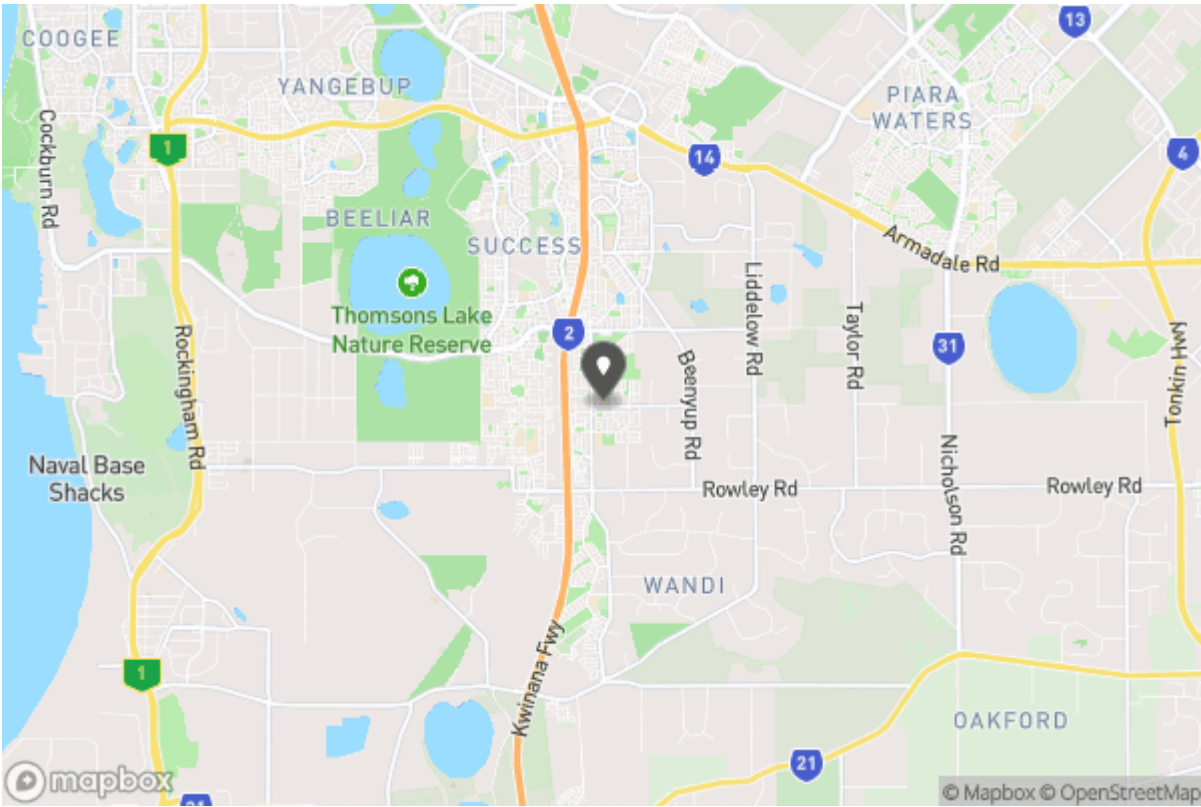 13
COOGEE
YANGEBUP
PIARA
WATERS
Cockburn Rd
1
14
4
BEELIAR
SUCCESS
Armadale Rd
Thomsons Lake
Nature Reserve
Liddelow Rd
Taylor Rd
2
31
Tonkin Hwy
Rockingham Rd
Beenyup Rd
Naval Base
Shacks
Nicholson Rd
Rowley Rd
Rowley Rd
WANDI
Kwinana Fwy
1
OAKFORD
21
mapbox
21
© Mapbox © OpenStreetMap